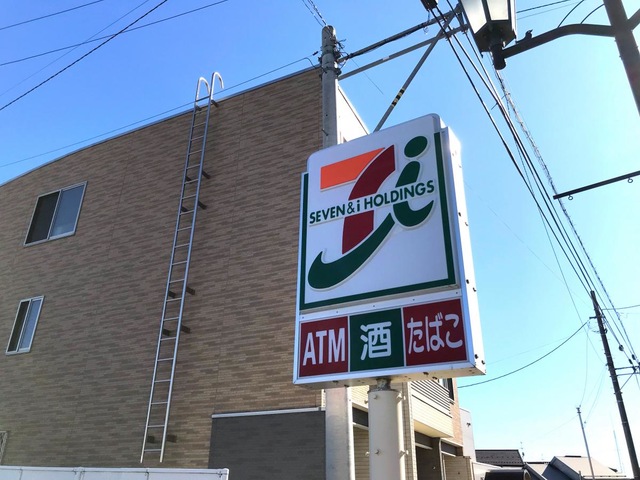 SEVEN&i HOLDINGS
ATM 酒 たばこ